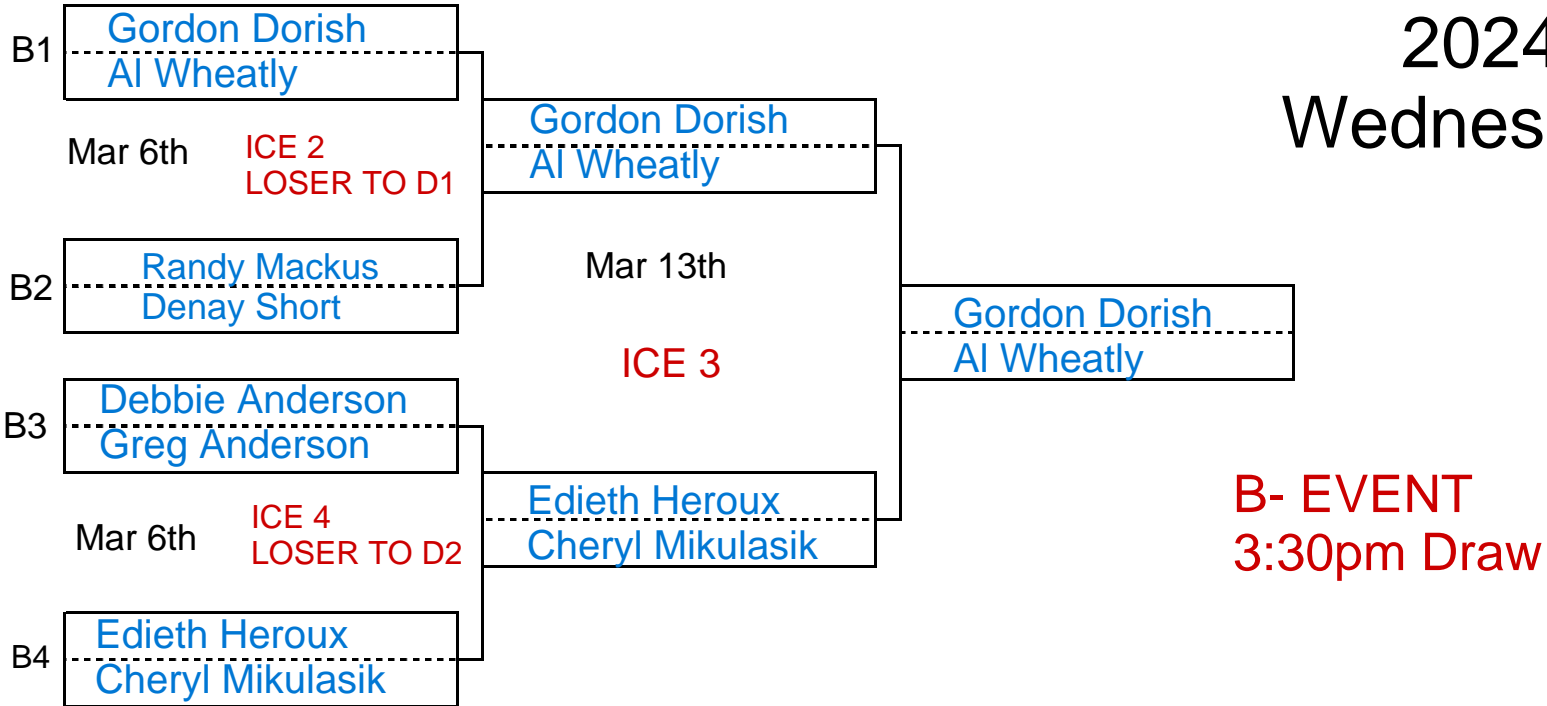 B1
Gordon Dorish
Al Wheatly
Mar 6th
ICE 2
LOSER TO D1
B2
Randy Mackus
Denay Short
B3
Debbie Anderson
Greg Anderson
Mar 6th
ICE 4
LOSER TO D2
B4
Edieth Heroux
Cheryl Mikulasik
Gordon Dorish
Al Wheatly
Mar 13th
ICE 3
Edieth Heroux
Cheryl Mikulasik
Gordon Dorish
Al Wheatly
2024
Wednes
B- EVENT
3:30pm Draw